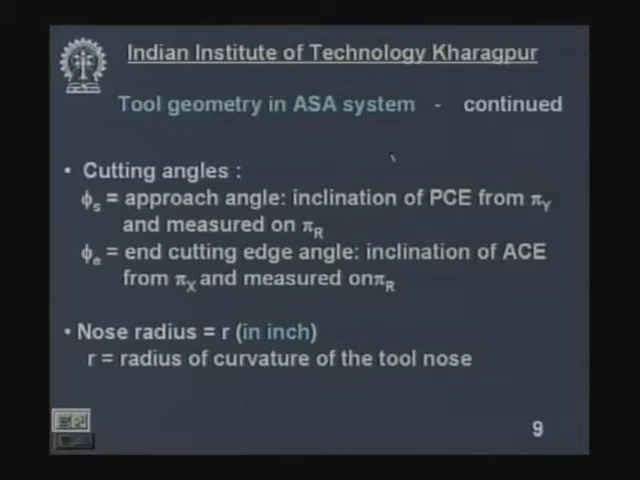 Indian Institute of Technology Kharagpur
Tool geometry in ASA system - continued
• Cutting angles :
ϕs = approach angle: inclination of PCE from πY
and measured on πR
ϕe = end cutting edge angle: inclination of ACE
from πX and measured onπR
• Nose radius = r (in inch)
r = radius of curvature of the tool nose
9